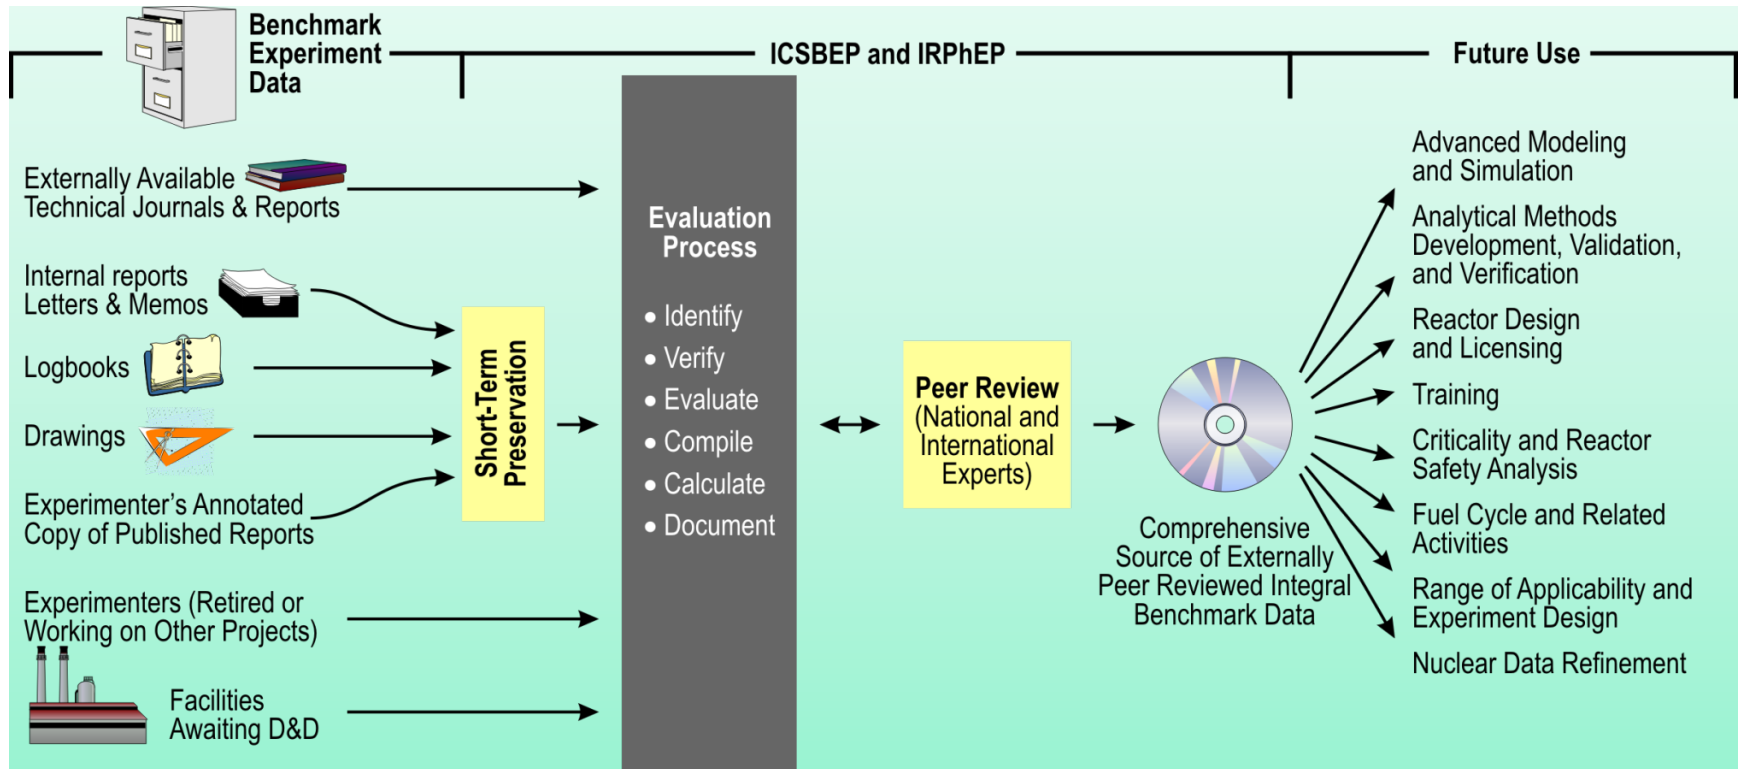 Benchmark
Experiment
Data
ICSBEP and IRPhEP
Future Use
Externally Available
Technical Journals & Reports
Internal reports
Letters & Memos
Logbooks
Drawings
Experimenter’s Annotated
Copy of Published Reports
Experimenters (Retired or
Working on Other Projects)
Facilities
Awaiting D&D
Short-Term
Preservation
Evaluation
Process
• Identify
• Verify
• Evaluate
• Compile
• Calculate
• Document
Peer Review
(National and
International
Experts)
Comprehensive
Source of Externally
Peer Reviewed Integral
Benchmark Data
Advanced Modeling
and Simulation
Analytical Methods
Development, Validation,
and Verification
Reactor Design
and Licensing
Training
Criticality and Reactor
Safety Analysis
Fuel Cycle and Related
Activities
Range of Applicability and
Experiment Design
Nuclear Data Refinement